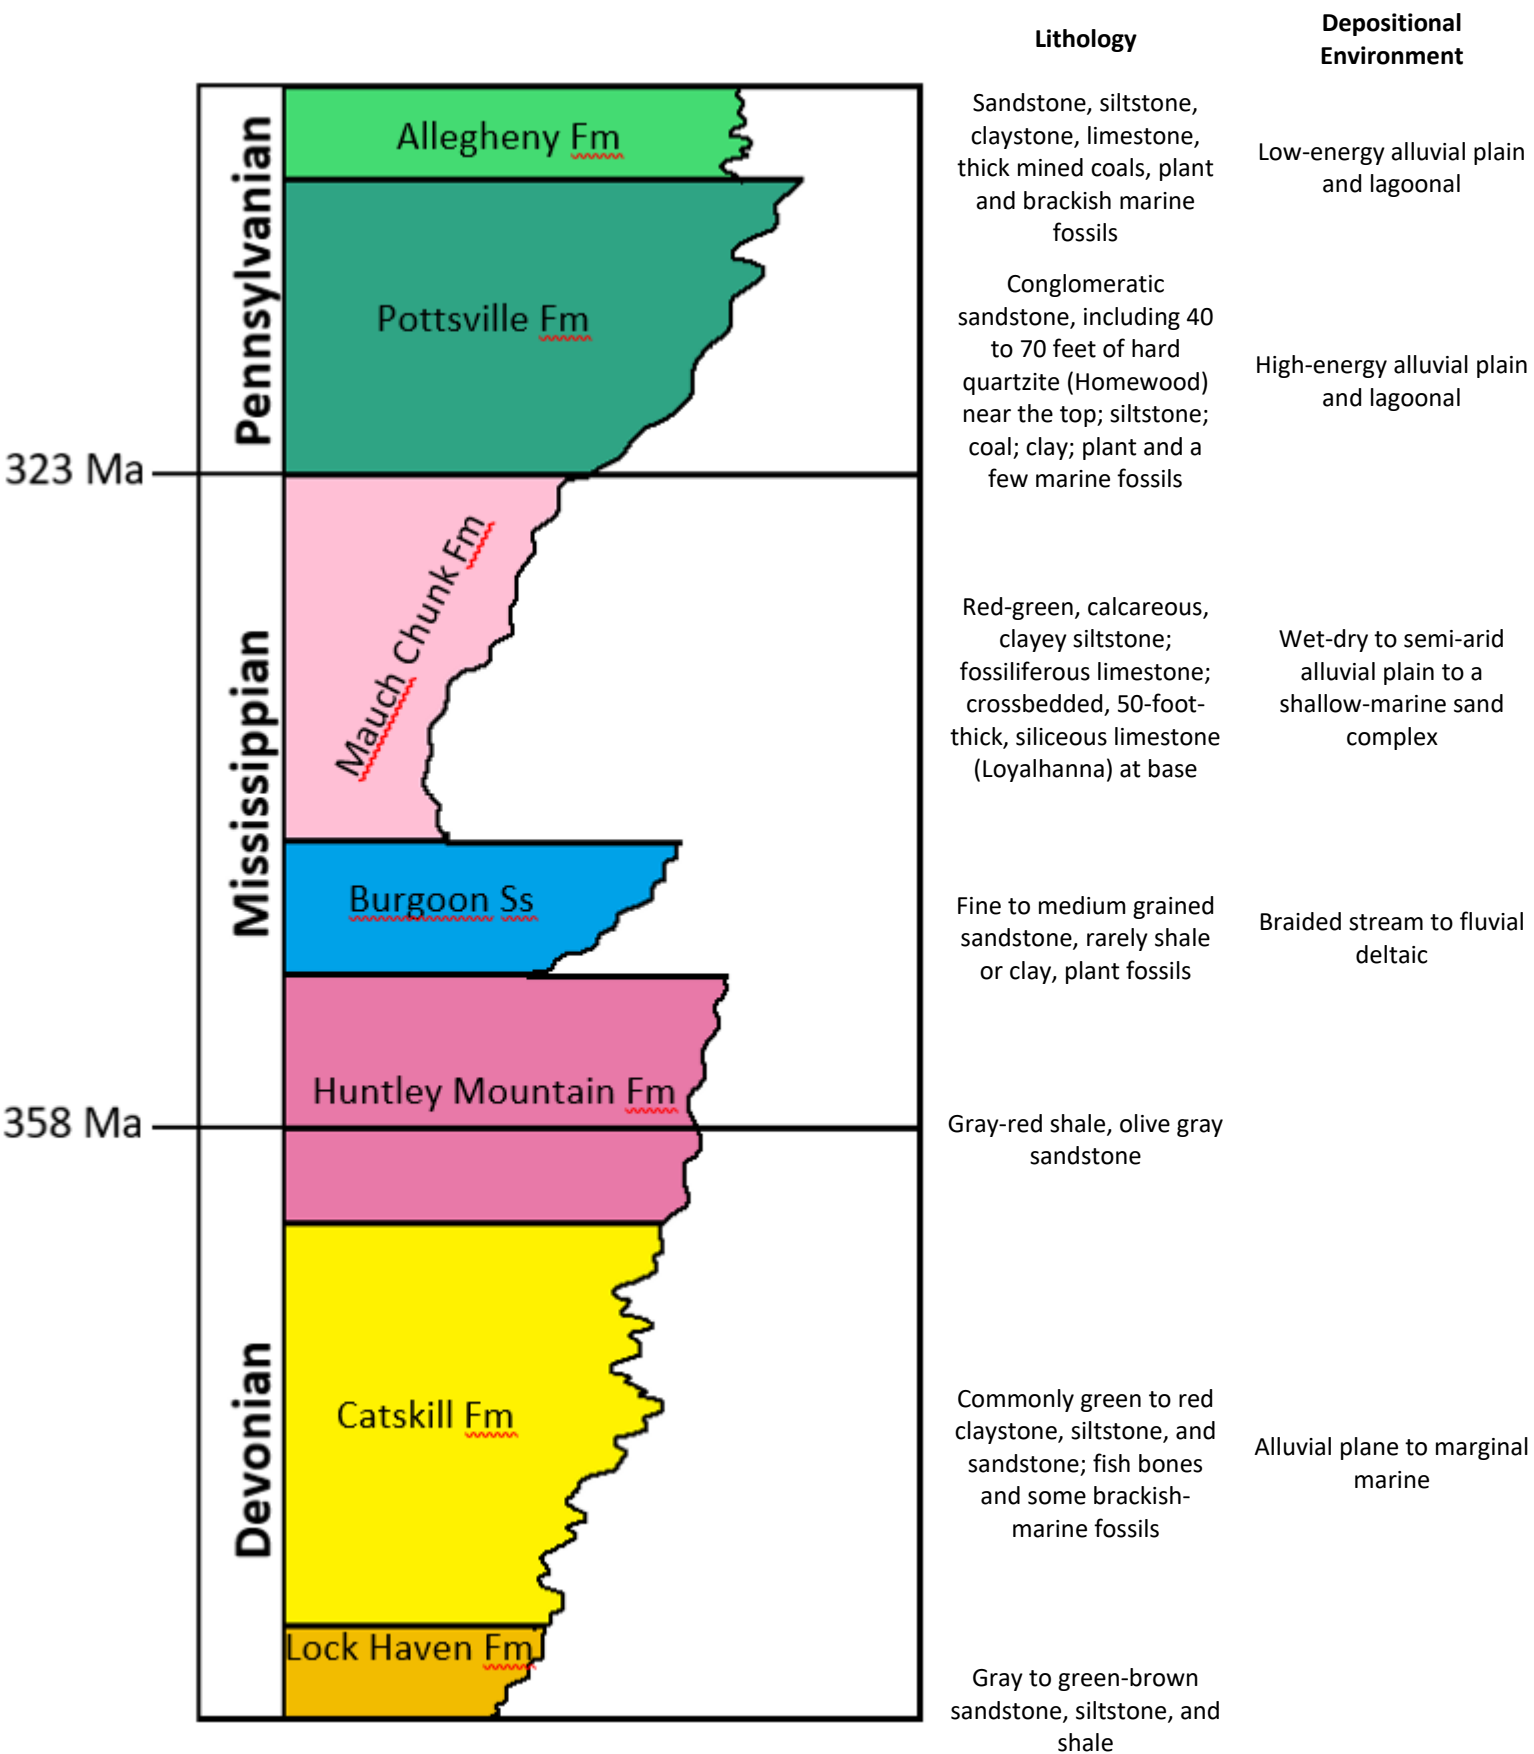 Lithology
Depositional
Environment
Pennsylvanian
Allegheny Fm
Sandstone, siltstone,
claystone, limestone,
thick mined coals, plant
and brackish marine
fossils
Low-energy alluvial plain
and lagoonal
Pottsville Fm
Conglomeratic
sandstone, including 40
to 70 feet of hard
quartzite (Homewood)
near the top; siltstone;
coal; clay; plant and a
few marine fossils
High-energy alluvial plain
and lagoonal
323 Ma
Mississippian
Mauch Chunk Fm
Red-green, calcareous,
clayey siltstone;
fossiliferous limestone;
crossbedded, 50-foot-
thick, siliceous limestone
(Loyalhanna) at base
Wet-dry to semi-arid
alluvial plain to a
shallow-marine sand
complex
Burgoon Ss
Fine to medium grained
sandstone, rarely shale
or clay, plant fossils
Braided stream to fluvial
deltaic
Huntley Mountain Fm
358 Ma
Gray-red shale, olive gray
sandstone
Devonian
Catskill Fm
Commonly green to red
claystone, siltstone, and
sandstone; fish bones
and some brackish-
marine fossils
Alluvial plane to marginal
marine
Lock Haven Fm
Gray to green-brown
sandstone, siltstone, and
shale